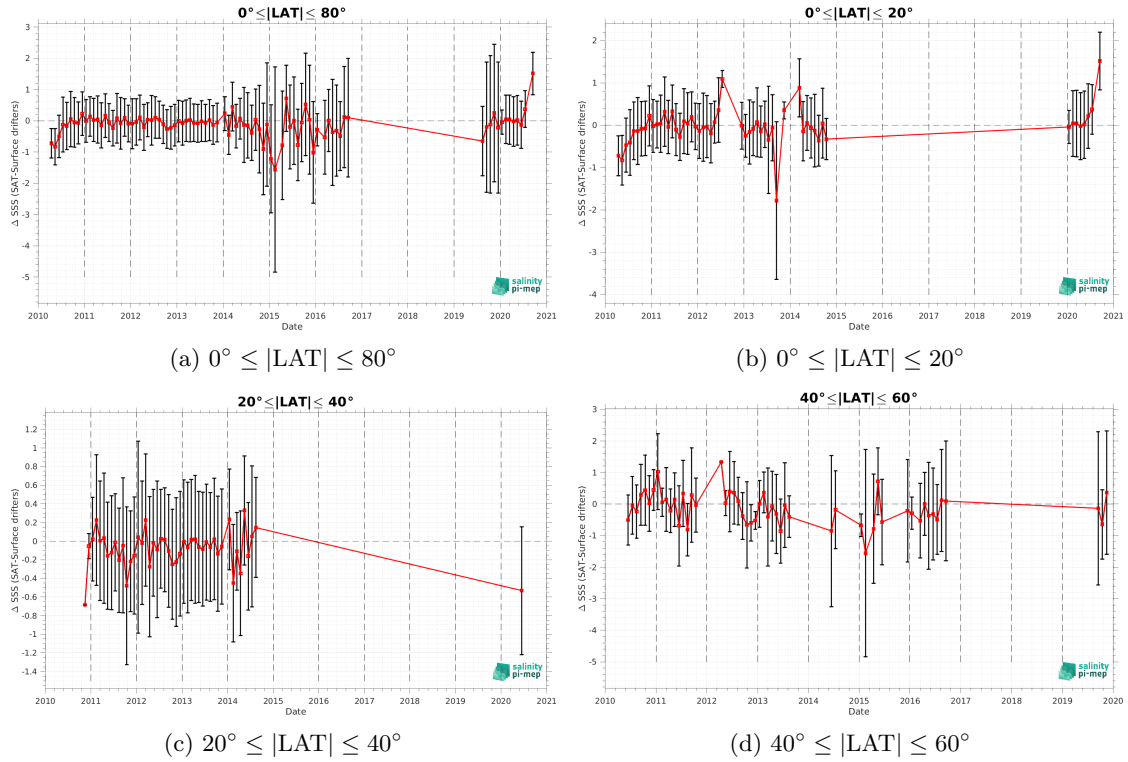 0°≤|LAT|≤ 80°
3
2
1
0
-1
-2
-3
-4
-5
Δ SSS (SAT-Surface drifters)
2010 2011 2012 2013 2014 2015 2016 2017 2018 2019 2020 2021
Date
salinity
pi-mep
(a) 0° ≤ |LAT| ≤ 80°
0°≤|LAT|≤ 20°
2
1
0
-1
-2
-3
-4
Δ SSS (SAT-Surface drifters)
2010 2011 2012 2013 2014 2015 2016 2017 2018 2019 2020 2021
Date
salinity
pi-mep
(b) 0° ≤ |LAT| ≤ 20°
20°≤|LAT|≤ 40°
1.2
1
0.8
0.6
0.4
0.2
0
-0.2
-0.4
-0.6
-0.8
-1
-1.2
-1.4
Δ SSS (SAT-Surface drifters)
2010 2011 2012 2013 2014 2015 2016 2017 2018 2019 2020 2021
Date
salinity
pi-mep
(c) 20° ≤ |LAT| ≤ 40°
40°≤|LAT|≤ 60°
3
2
1
0
-1
-2
-3
-4
-5
Δ SSS (SAT-Surface drifters)
2010 2011 2012 2013 2014 2015 2016 2017 2018 2019 2020
Date
salinity
pi-mep
(d) 40° ≤ |LAT| ≤ 60°